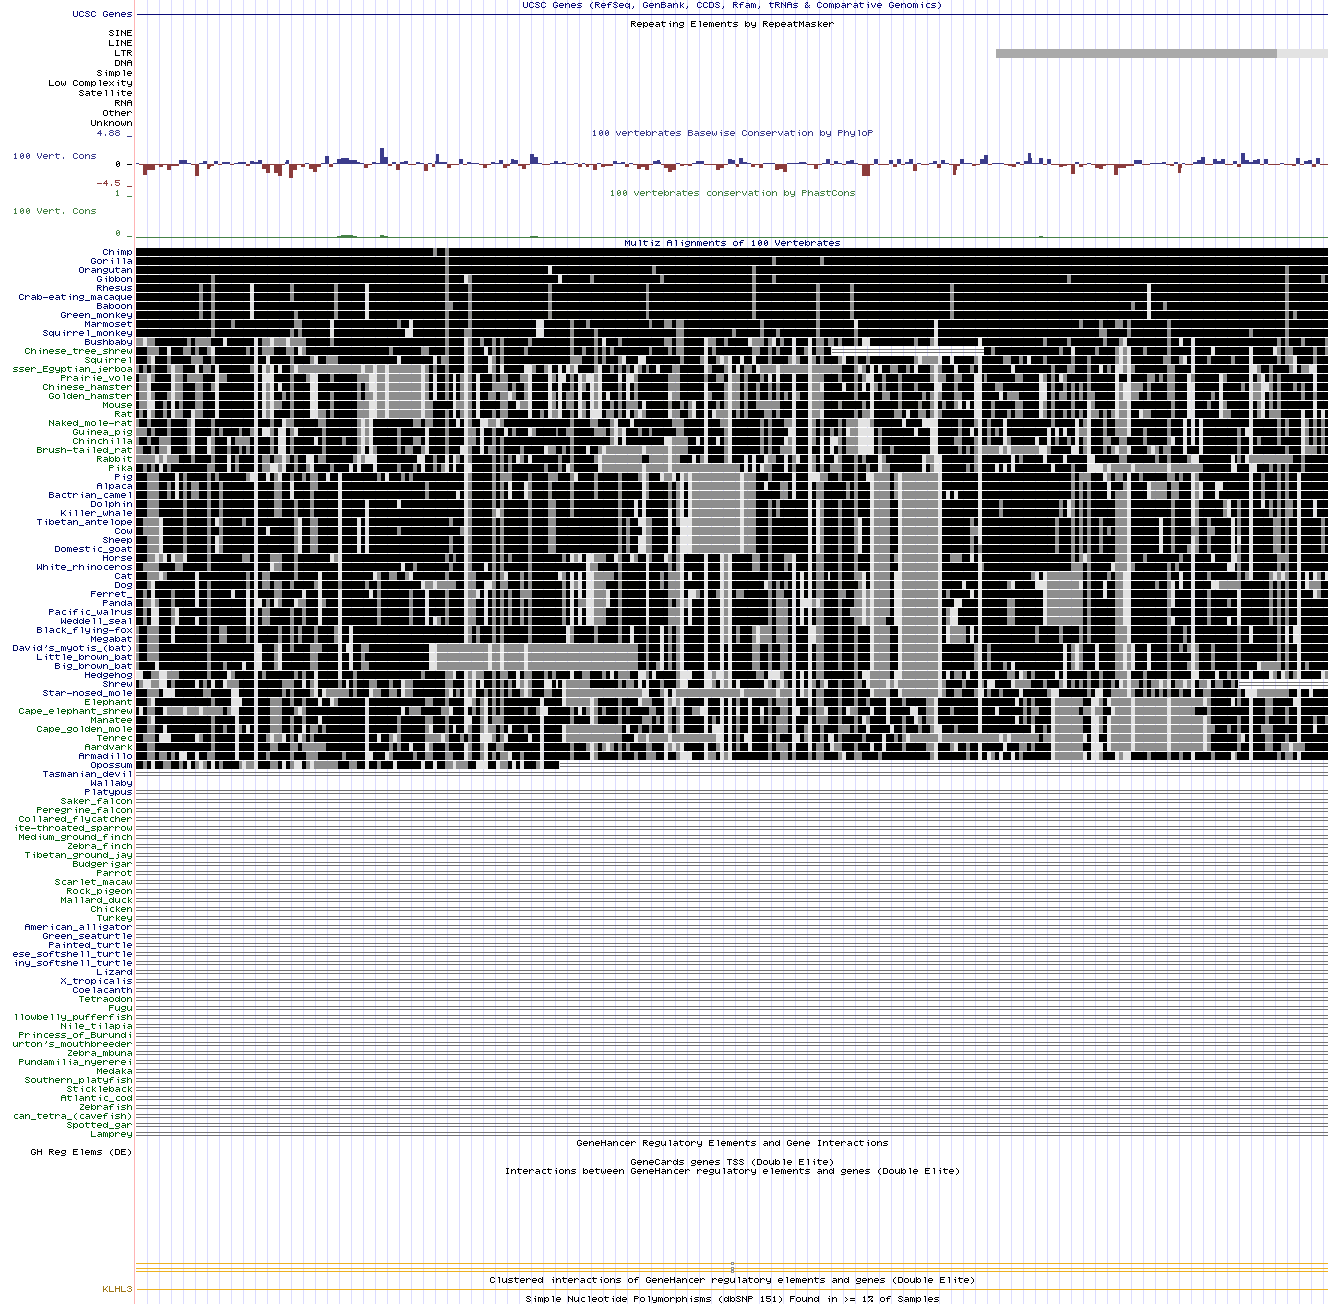 UCSC Genes (RefSeq, GenBank, CCDS, Rfam, tRNAs & Comparative Genomics)
UCSC Genes
Repeating Elements by RepeatMasker
SINE
LINE
LTR
DNA
Simple
Low Complexity
Satellite
RNA
Other
Unknown
4.88 _
100 vertebrates Basewise Conservation by PhyloP
100 Vert. Cons
0 _
-4.5 _
1 _
100 vertebrates conservation by PhastCons
100 Vert. Cons
0 _
Multiz Alignments of 100 Vertebrates
Chimp
Gorilla
Orangutan
Gibbon
Rhesus
Crab-eating_macaque
Baboon
Green_monkey
Marmoset
Squirrel_monkey
Bushbaby
Chinese_tree_shrew
Squirrel
sser_Egyptian_jerboa
Prairie_vole
Chinese_hamster
Golden_hamster
Mouse
Rat
Naked_mole-rat
Guinea_pig
Chinchilla
Brush-tailed_rat
Rabbit
Pika
Pig
Alpaca
Bactrian_camel
Dolphin
Killer_whale
Tibetan_antelope
Cow
Sheep
Domestic_goat
Horse
White_rhinoceros
Cat
Dog
Ferret_
Panda
Pacific_walrus
Weddell_seal
Black_flying-fox
Megabat
David's_myotis_(bat)
Little_brown_bat
Big_brown_bat
Hedgehog
Shrew
Star-nosed_mole
Elephant
Cape_elephant_shrew
Manatee
Cape_golden_mole
Tenrec
Aardvark
Armadillo
Opossum
Tasmanian_devil
Wallaby
Platypus
Saker_falcon
Peregrine_falcon
Collared_flycatcher
ite-throated_sparrow
Medium_ground_finch
Zebra_finch
Tibetan_ground_jay
Budgerigar
Parrot
Scarlet_macaw
Rock_pigeon
Mallard_duck
Chicken
Turkey
American_alligator
Green_seaturtle
Painted_turtle
ese_softshell_turtle
iny_softshell_turtle
Lizard
X_tropicalis
Coelacanth
Tetraodon
Fugu
llowbelly_pufferfish
Nile_tilapia
Princess_of_Burundi
urton's_mouthbreeder
Zebra_mbuna
Pundamilia_nyererei
Medaka
Southern_platyfish
Stickleback
Atlantic_cod
Zebrafish
can_tetra_(cavefish)
Spotted_gar
Lamprey
GeneHancer Regulatory Elements and Gene Interactions
GH Reg Elems (DE)
GeneCards genes TSS (Double Elite)
Interactions between GeneHancer regulatory elements and genes (Double Elite)
Clustered interactions of GeneHancer regulatory elements and genes (Double Elite)
KLHL3
Simple Nucleotide Polymorphisms (dbSNP 151) Found in >= 1% of Samples